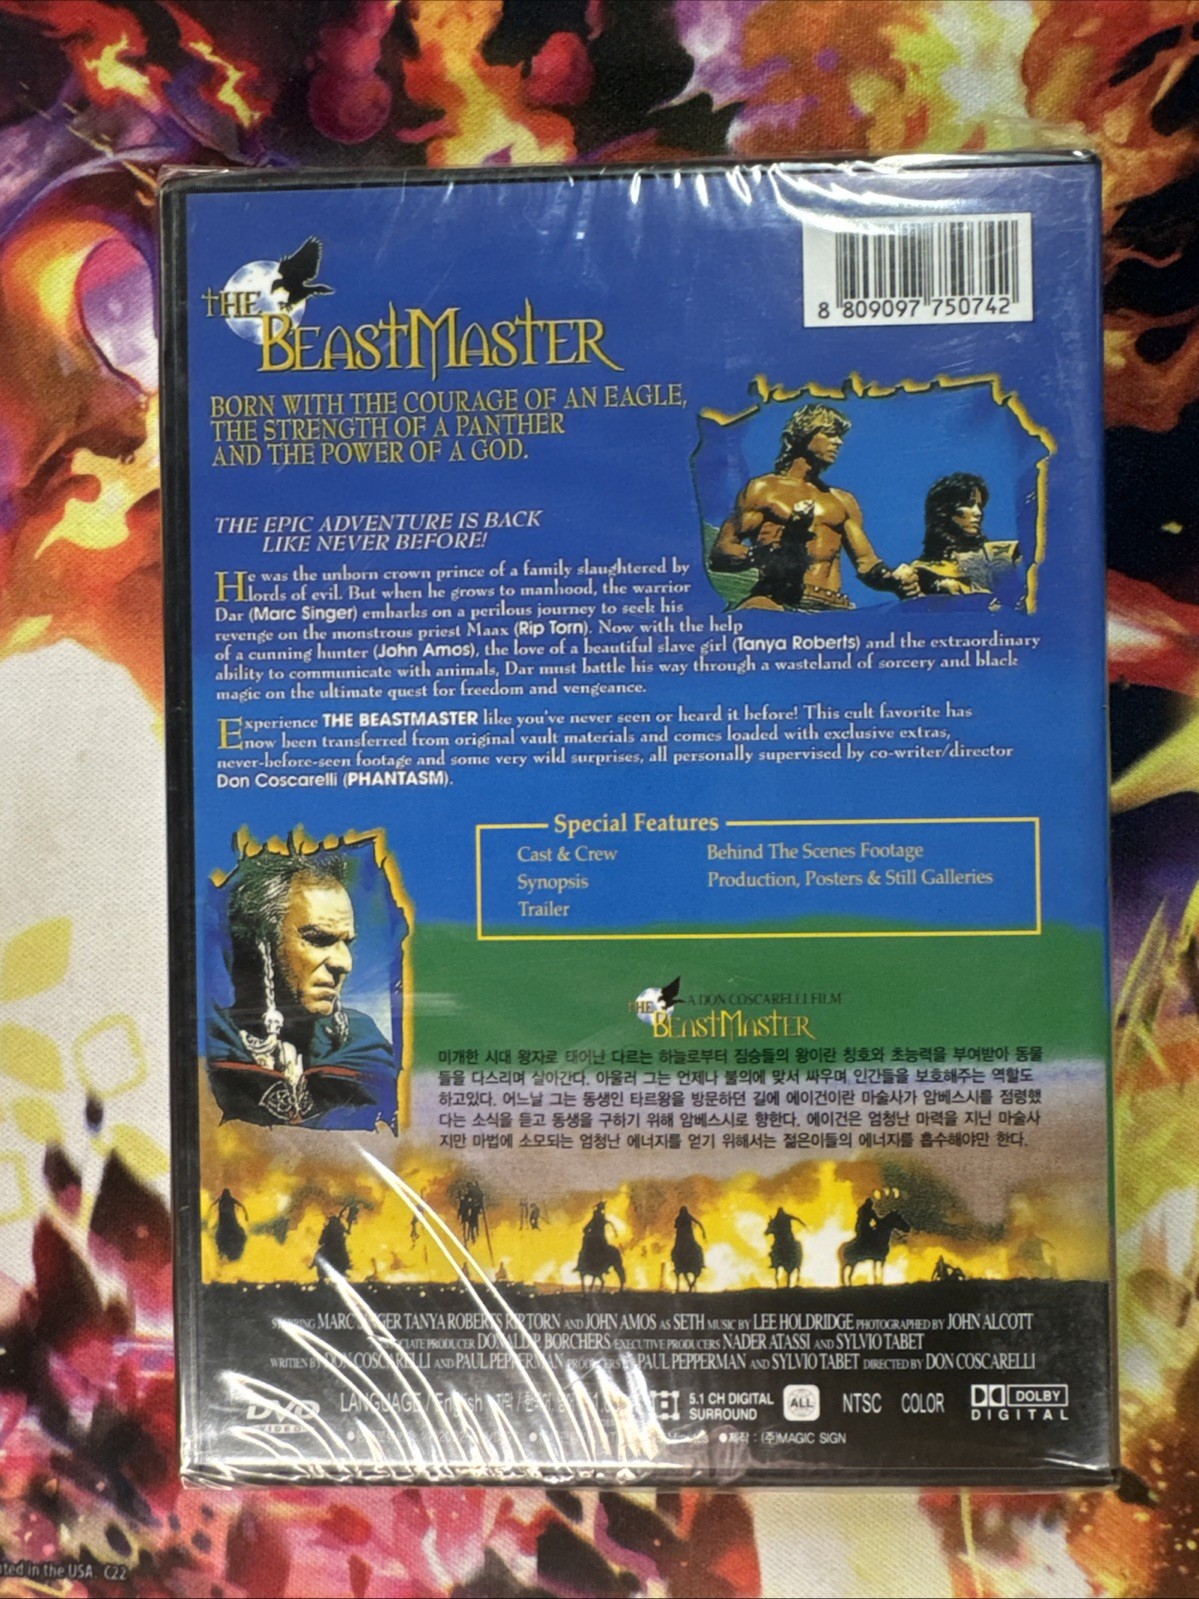 8 809097 750742
THE
BEASTMASTER
BORN WITH THE COURAGE OF AN EAGLE,
THE STRENGTH OF A PANTHER
AND THE POWER OF A GOD.
THE EPIC ADVENTURE IS BACK
LIKE NEVER BEFORE!
He was the unborn crown prince of a family slaughtered by
lords of evil. But when he grows to manhood, the warrior
Dar (Marc Singer) embarks on a perilous journey to seek his
revenge on the monstrous priest Maax (Rip Torn). Now with the help
of a cunning hunter (John Amos), the love of a beautiful slave girl (Tanya Roberts) and the extraordinary
ability to communicate with animals, Dar must battle his way through a wasteland of sorcery and black
magic on the ultimate quest for freedom and vengeance.
Experience THE BEASTMASTER like you've never seen or heard it before! This cult favorite has
now been transferred from original vault materials and comes loaded with exclusive extras,
never-before-seen footage and some very wild surprises, all personally supervised by co-writer/director
Don Coscarelli (PHANTASM).
Special Features
Cast & Crew
Synopsis
Trailer
Behind The Scenes Footage
Production, Posters & Still Galleries
A DON COSCARELLI FILM
THE
BEASTMASTER
미개한 시대 왕자로 태어난 다르는 하늘로부터 짐승들의 왕이란 칭호와 초능력을 부여받아 동물
들을 다스리며 살아간다. 아울러 그는 언제나 불의에 맞서 싸우며 인간들을 보호해주는 역할도
하고있다. 어느날 그는 동생인 타르왕을 방문하던 길에 에이건이란 마술사가 암베스시를 점령했
다는 소식을 듣고 동생을 구하기 위해 암베스시로 향한다. 에이건은 엄청난 마력을 지닌 마술사
지만 마법에 소모되는 엄청난 에너지를 얻기 위해서는 젊은이들의 에너지를 흡수해야만 한다.
MARC SINGER TANYA ROBERTS RIP TORN AND JOHN AMOS AS SETH MUSIC BY LEE HOLDRIDGE PHOTOGRAPHED BY JOHN ALCOTT
ASSOCIATE PRODUCER DONALD P. BORCHERS EXECUTIVE PRODUCERS NADER ATASSI AND SYLVIO TABET
WRITTEN BY DON COSCARELLI AND PAUL PEPPERMAN PRODUCERS BY PAUL PEPPERMAN AND SYLVIO TABET DIRECTED BY DON COSCARELLI
DVD
VIDEO
LANGUAGE / English
5.1 CH DIGITAL
SURROUND
ALL
NTSC COLOR
DOLBY
DIGITAL
●제작 : (주)MAGIC SIGN
in the USA. C22